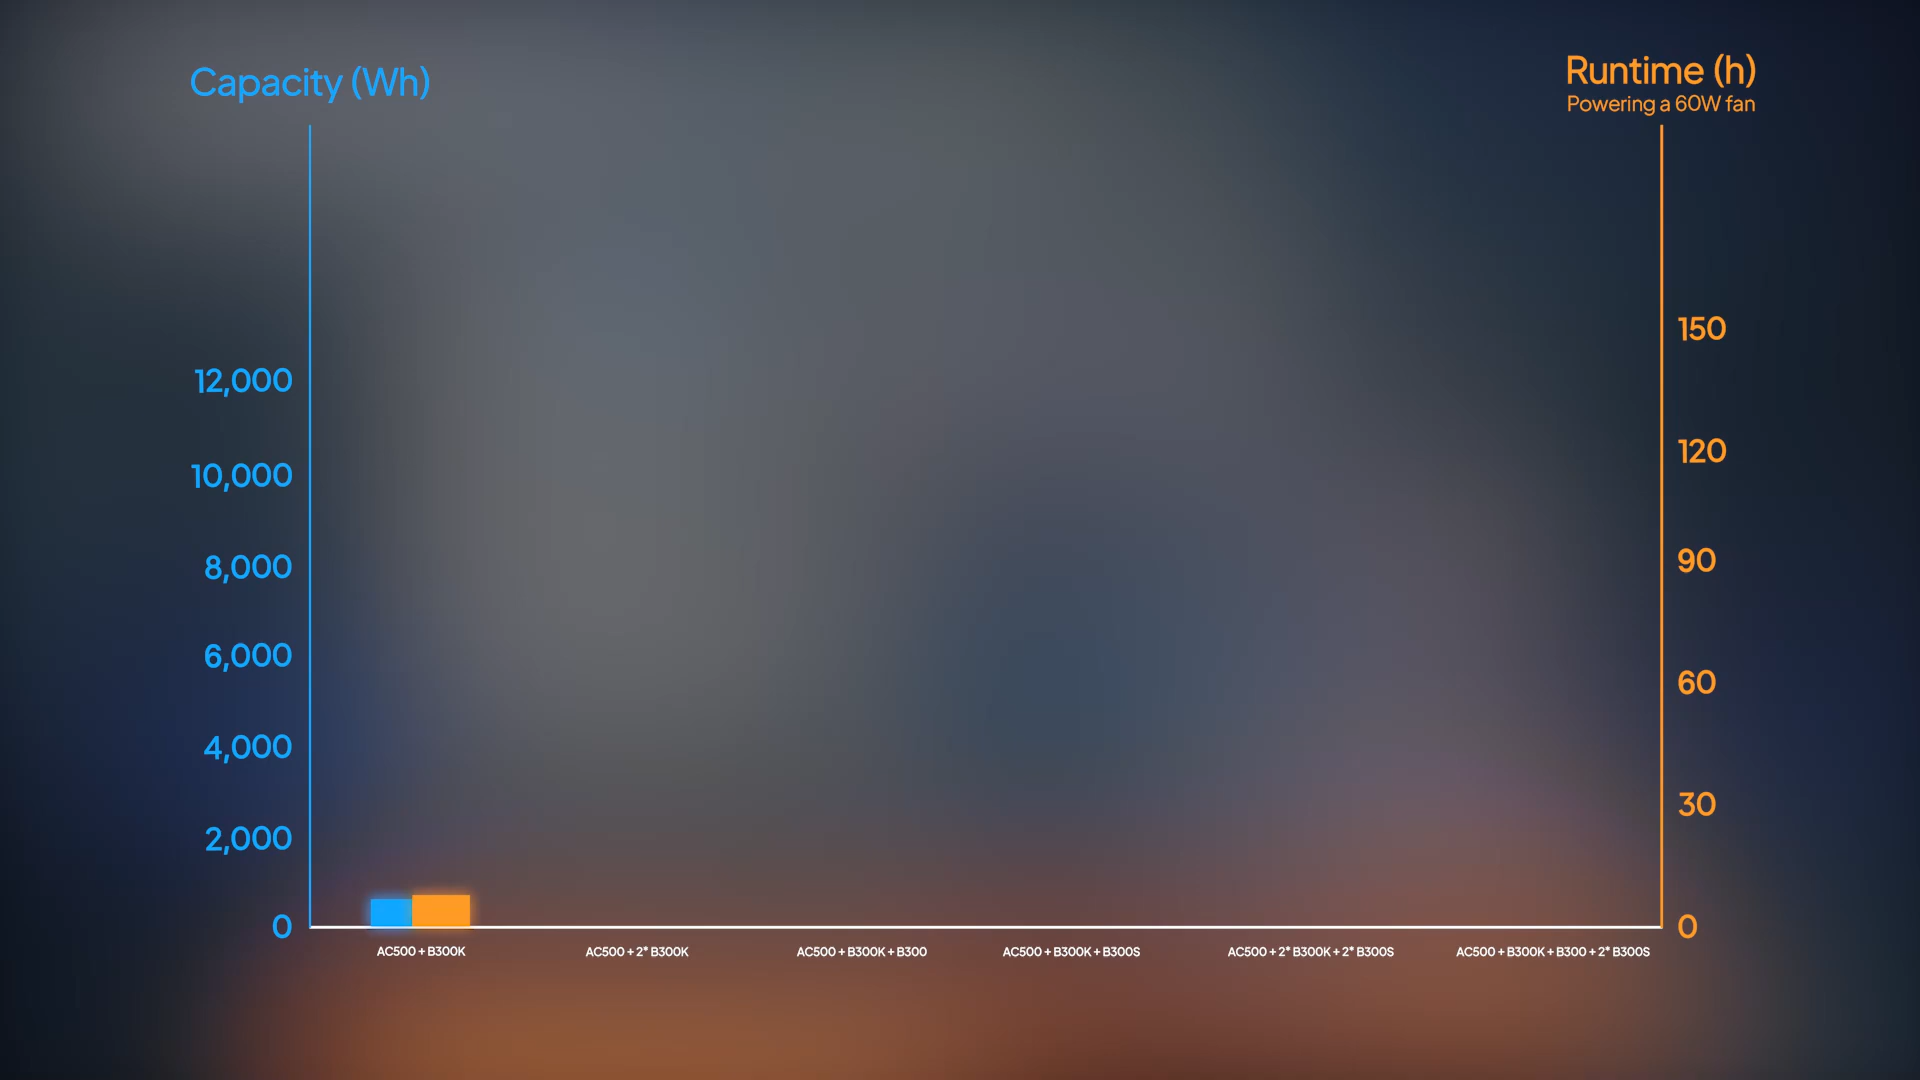 Capacity (Wh)
Runtime (h)
Powering a 60W fan
12,000
10,000
8,000
6,000
4,000
2,000
0
150
120
90
60
30
0
AC500 + B300K
AC500 + 2* B300K
AC500 + B300K + B300
AC500 + B300K + B300S
AC500 + 2* B300K + 2* B300S
AC500 + B300K + B300 + 2* B300S